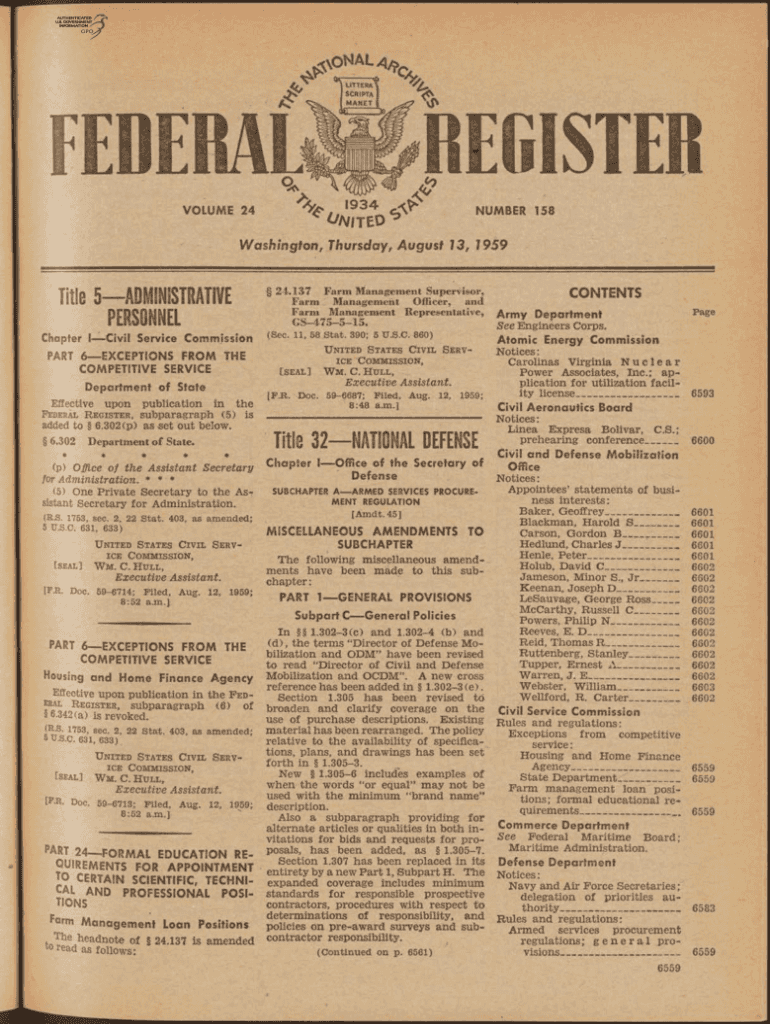 AUTHENTICATED
U.S. GOVERNMENT
INFORMATION
GPO
THE NATIONAL ARCHIVES
LITTERA
SCRIPTA
MANET
OF THE UNITED STATES
1934
FEDERAL REGISTER
VOLUME 24
NUMBER 158
Washington, Thursday, August 13, 1959
Title 5—ADMINISTRATIVE
PERSONNEL
Chapter I—Civil Service Commission
PART 6—EXCEPTIONS FROM THE
COMPETITIVE SERVICE
Department of State
Effective upon publication in the
FEDERAL REGISTER, subparagraph (5) is
added to § 6.302(p) as set out below.
§ 6.302 Department of State.
* * * * *
(p) Office of the Assistant Secretary
for Administration. * * *
(5) One Private Secretary to the As-
sistant Secretary for Administration.
(R.S. 1753, sec. 2, 22 Stat. 403, as amended;
5 U.S.C. 631, 633)
UNITED STATES CIVIL SERV-
ICE COMMISSION,
[SEAL] WM. C. HULL,
Executive Assistant.
[F.R. Doc. 59-6714; Filed, Aug. 12, 1959;
8:52 a.m.]
PART 6—EXCEPTIONS FROM THE
COMPETITIVE SERVICE
Housing and Home Finance Agency
Effective upon publication in the FED-
ERAL REGISTER, subparagraph (6) of
§ 6.342(a) is revoked.
(R.S. 1753, sec. 2, 22 Stat. 403, as amended;
5 U.S.C. 631, 633)
UNITED STATES CIVIL SERV-
ICE COMMISSION,
[SEAL] WM. C. HULL,
Executive Assistant.
[F.R. Doc. 59-6713; Filed, Aug. 12, 1959;
8:52 a.m.]
PART 24—FORMAL EDUCATION RE-
QUIREMENTS FOR APPOINTMENT
TO CERTAIN SCIENTIFIC, TECHNI-
CAL AND PROFESSIONAL POSI-
TIONS
Farm Management Loan Positions
The headnote of § 24.137 is amended
to read as follows:
§ 24.137 Farm Management Supervisor,
Farm Management Officer, and
Farm Management Representative,
GS-475-5-15.
(Sec. 11, 58 Stat. 390; 5 U.S.C. 860)
UNITED STATES CIVIL SERV-
ICE COMMISSION,
[SEAL] WM. C. HULL,
Executive Assistant.
[F.R. Doc. 59-6687; Filed, Aug. 12, 1959;
8:48 a.m.]
Title 32—NATIONAL DEFENSE
Chapter I—Office of the Secretary of
Defense
SUBCHAPTER A—ARMED SERVICES PROCURE-
MENT REGULATION
[Amdt. 45]
MISCELLANEOUS AMENDMENTS TO
SUBCHAPTER
The following miscellaneous amend-
ments have been made to this sub-
chapter:
PART 1—GENERAL PROVISIONS
Subpart C—General Policies
In §§ 1.302-3(c) and 1.302-4 (b) and
(d), the terms "Director of Defense Mo-
bilization and ODM" have been revised
to read "Director of Civil and Defense
Mobilization and OCDM". A new cross
reference has been added in § 1.302-3(e).
Section 1.305 has been revised to
broaden and clarify coverage on the
use of purchase descriptions. Existing
material has been rearranged. The policy
relative to the availability of specifica-
tions, plans, and drawings has been set
forth in § 1.305-3.
New § 1.305-6 includes examples of
when the words "or equal" may not be
used with the minimum "brand name"
description.
Also a subparagraph providing for
alternate articles or qualities in both in-
vitations for bids and requests for pro-
posals, has been added, as § 1.305-7.
Section 1.307 has been replaced in its
entirety by a new Part 1, Subpart H. The
expanded coverage includes minimum
standards for responsible prospective
contractors, procedures with respect to
determinations of responsibility, and
policies on pre-award surveys and sub-
contractor responsibility.
(Continued on p. 6561)
CONTENTS
Army Department Page
See Engineers Corps.
Atomic Energy Commission
Notices:
Carolinas Virginia Nuclear
Power Associates, Inc.; ap-
plication for utilization facil-
ity license 6593
Civil Aeronautics Board
Notices:
Linea Expresa Bolivar, C.S.;
prehearing conference 6600
Civil and Defense Mobilization
Office
Notices:
Appointees' statements of busi-
ness interests:
Baker, Geoffrey 6601
Blackman, Harold S 6601
Carson, Gordon B 6601
Hedlund, Charles J 6601
Henle, Peter 6601
Holub, David C 6602
Jameson, Minor S., Jr 6602
Keenan, Joseph D 6602
LeSauvage, George Ross 6602
McCarthy, Russell C 6602
Powers, Philip N 6602
Reeves, E. D 6602
Reid, Thomas R 6602
Ruttenberg, Stanley 6602
Tupper, Ernest A 6602
Warren, J. E 6602
Webster, William 6603
Wellford, R. Carter 6602
Civil Service Commission
Rules and regulations:
Exceptions from competitive
service:
Housing and Home Finance
Agency 6559
State Department 6559
Farm management loan posi-
tions; formal educational re-
quirements 6559
Commerce Department
See Federal Maritime Board;
Maritime Administration.
Defense Department
Notices:
Navy and Air Force Secretaries;
delegation of priorities au-
thority 6583
Rules and regulations:
Armed services procurement
regulations; general pro-
visions 6559
6559